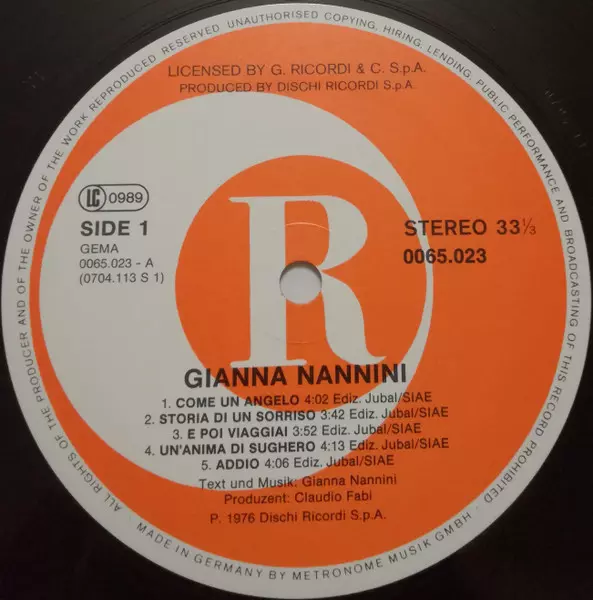 ALL RIGHTS OF THE PRODUCER AND OF THE OWNER OF THE WORK REPRODUCED RESERVED UNAUTHORISED COPYING, HIRING, LENDING, PUBLIC PERFORMANCE AND BROADCASTING OF THIS RECORD PROHIBITED
LICENSED BY G. RICORDI & C. S.p.A.
PRODUCED BY DISCHI RICORDI S.p.A.
LC 0989
SIDE 1
GEMA
0065.023 - A
(0704.113 S 1)
R
STEREO 33⅓
0065.023
GIANNA NANNINI
1. COME UN ANGELO 4:02 Ediz. Jubal/SIAE
2. STORIA DI UN SORRISO 3:42 Ediz. Jubal/SIAE
3. E POI VIAGGIAI 3:52 Ediz. Jubal/SIAE
4. UN'ANIMA DI SUGHERO 4:13 Ediz. Jubal/SIAE
5. ADDIO 4:06 Ediz. Jubal/SIAE
Text und Musik: Gianna Nannini
Produzent: Claudio Fabi
P. 1976 Dischi Ricordi S.p.A.
MADE IN GERMANY BY METRONOME MUSIK GMBH